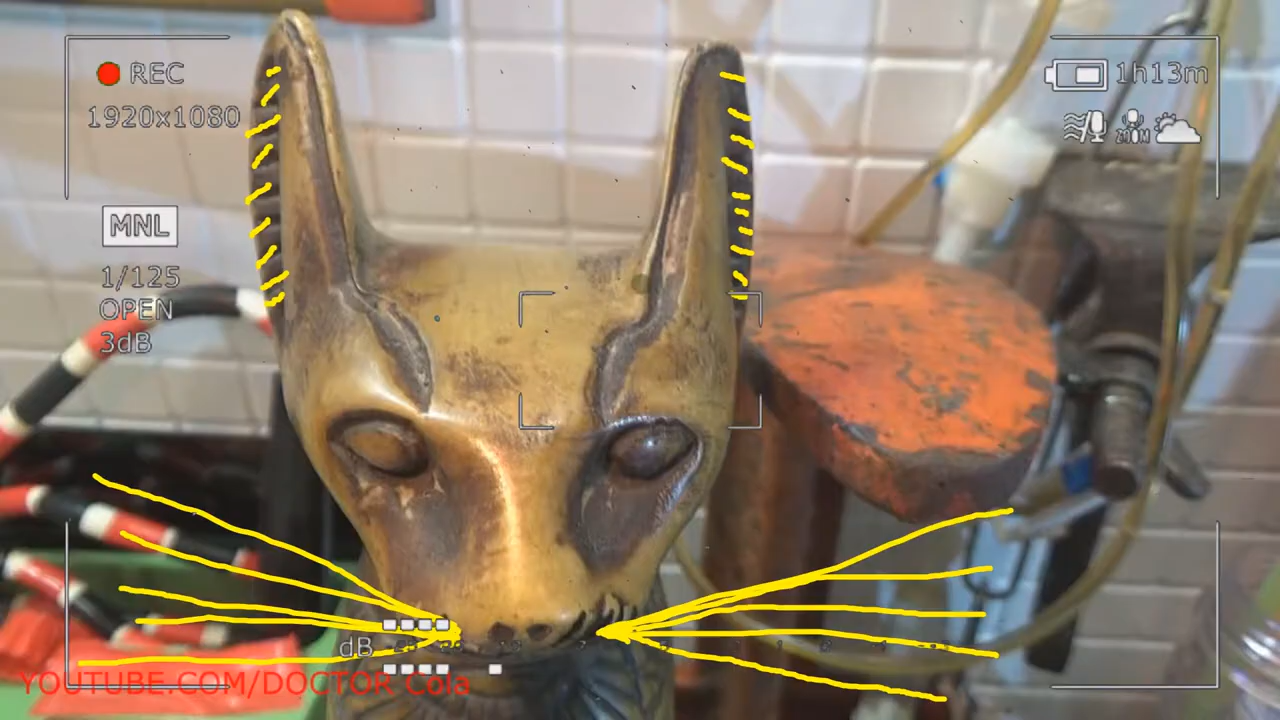 REC
1h13m
1920x1080
MNL
1/125
OPEN
3dB
dB
YOUTUBE.COM/DOCTOR Cola